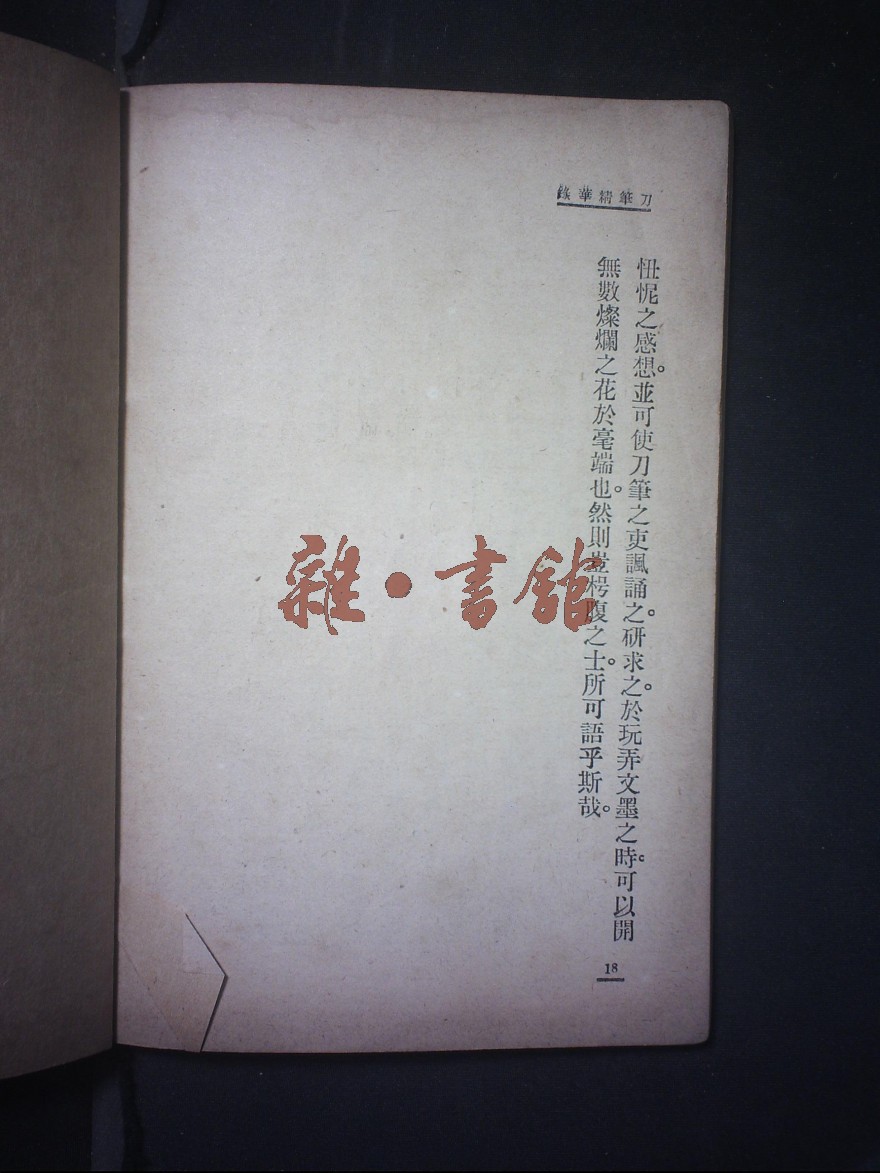 刀筆精華錄
忸怩之感想。並可使刀筆之吏諷誦之。研求之。於玩弄文墨之時。可以開
無數燦爛之花於毫端也。然則豈枵腹之士。所可語乎斯哉。
雜·書館
18